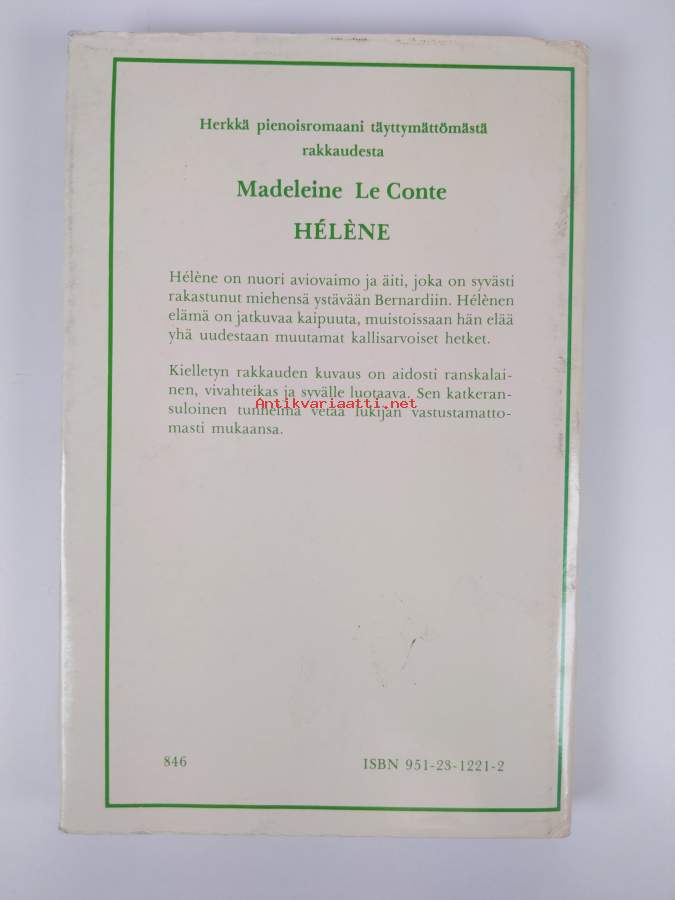 Herkkä pienoisromaani täyttymättömästä
rakkaudesta
Madeleine Le Conte
HÉLÈNE
Hélène on nuori aviovaimo ja äiti, joka on syvästi
rakastunut miehensä ystävään Bernardiin. Hélènen
elämä on jatkuvaa kaipuuta, muistoissaan hän elää
yhä uudestaan muutamat kallisarvoiset hetket.
Kielletyn rakkauden kuvaus on aidosti ranskalai-
nen, vivahteikas ja syvälle luotaava. Sen katkeran-
Antikvariaatti.net
suloinen tunnelma vetää lukijan vastustamatto-
masti mukaansa.
846
ISBN 951-23-1221-2